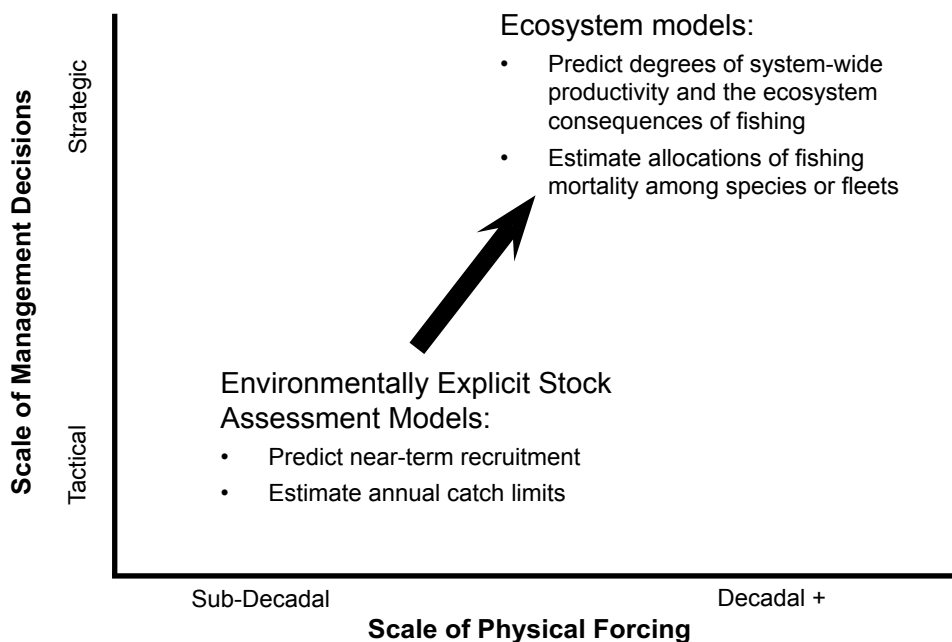 Ecosystem models:
• Predict degrees of system-wide
productivity and the ecosystem
consequences of fishing
• Estimate allocations of fishing
mortality among species or fleets
Strategic
Scale of Management Decisions
Tactical
Environmentally Explicit Stock
Assessment Models:
• Predict near-term recruitment
• Estimate annual catch limits
Sub-Decadal
Decadal +
Scale of Physical Forcing